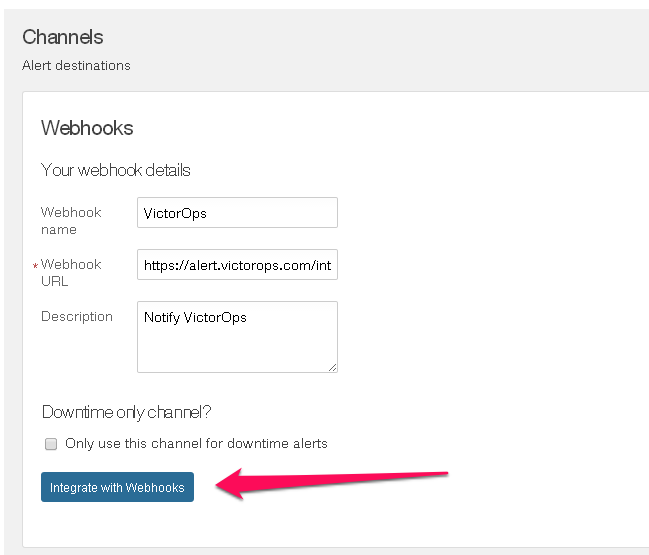 Channels
Alert destinations
Webhooks
Your webhook details
Webhook
name
VictorOps
* Webhook
URL
https://alert.victorops.com/int
Description
Notify VictorOps
Downtime only channel?
Only use this channel for downtime alerts
Integrate with Webhooks